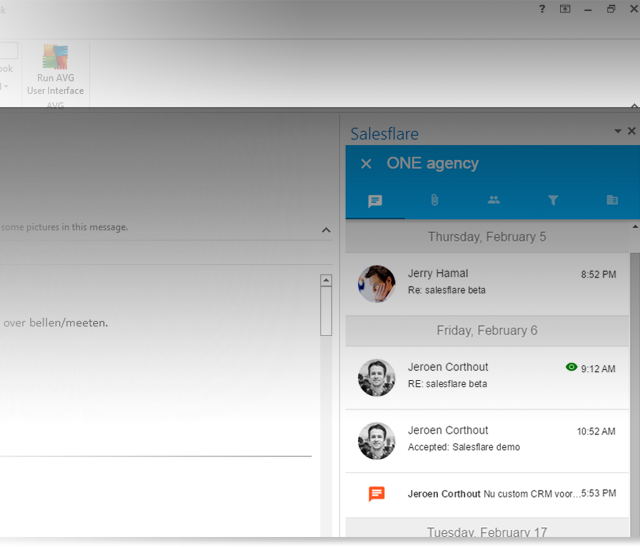 ?
Run AVG
User Interface
AVG
Salesflare
ONE agency
some pictures in this message.
Thursday, February 5
Jerry Hamal 8:52 PM
Re: salesflare beta
over bellen/meeten.
Friday, February 6
Jeroen Corthout 9:12 AM
RE: salesflare beta
Jeroen Corthout 10:52 AM
Accepted: Salesflare demo
Jeroen Corthout Nu custom CRM voor... 5:53 PM
Tuesday, February 17